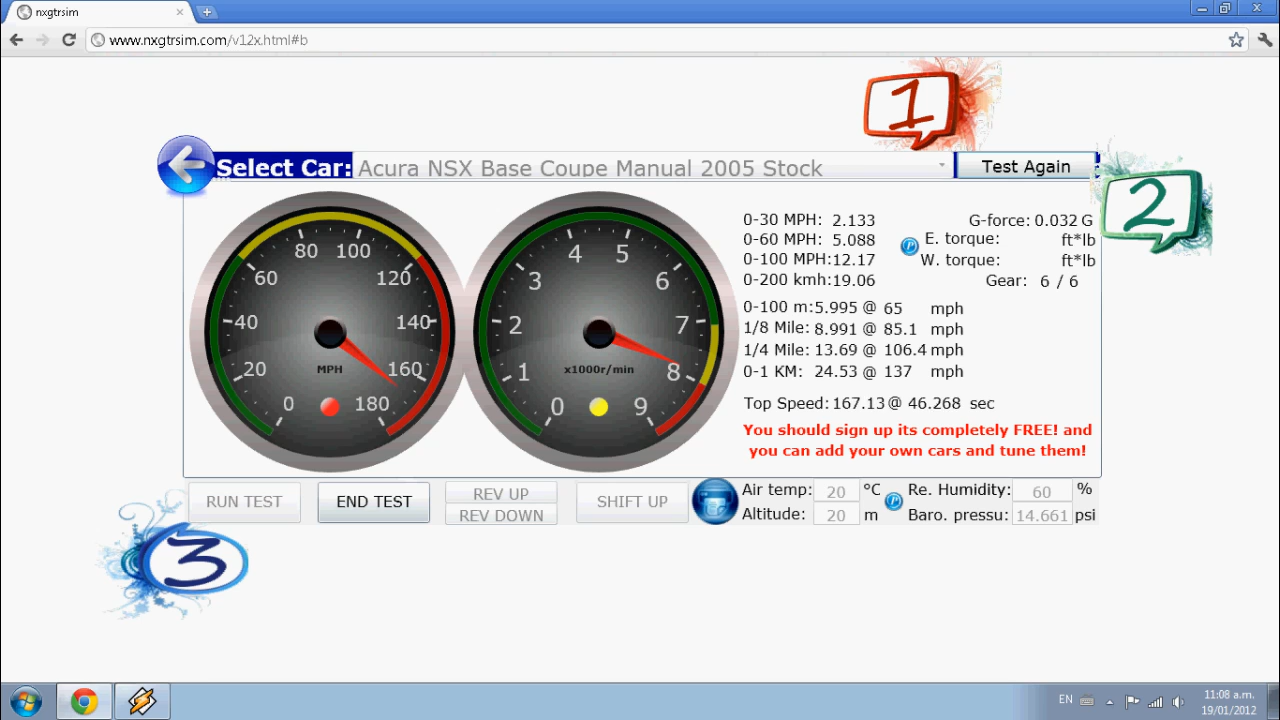 nxgtrsim
www.nxgtrsim.com/v12x.html#b
1
Select Car: Acura NSX Base Coupe Manual 2005 Stock
Test Again
2
0 20 40 60 80 100 120 140 160 180
MPH
0 1 2 3 4 5 6 7 8 9
x1000r/min
0-30 MPH: 2.133
G-force: 0.032 G
0-60 MPH: 5.088
E. torque: ft*lb
0-100 MPH: 12.17
W. torque: ft*lb
0-200 kmh: 19.06
Gear: 6 / 6
0-100 m: 5.995 @ 65 mph
1/8 Mile: 8.991 @ 85.1 mph
1/4 Mile: 13.69 @ 106.4 mph
0-1 KM: 24.53 @ 137 mph
Top Speed: 167.13 @ 46.268 sec
You should sign up its completely FREE! and
you can add your own cars and tune them!
RUN TEST
END TEST
REV UP
REV DOWN
SHIFT UP
Air temp: 20 °C
P
Re. Humidity: 60 %
Altitude: 20 m
Baro. pressu: 14.661 psi
3
EN
11:08 a.m.
19/01/2012